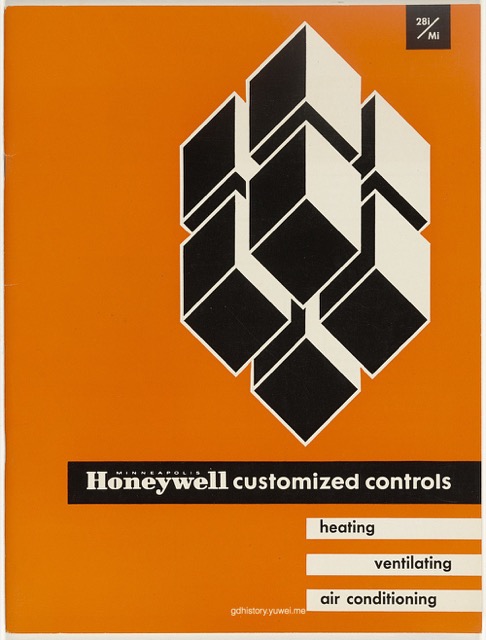 28i/Mi
MINNEAPOLIS
Honeywell customized controls
heating
ventilating
air conditioning
gdhistory.yuwei.me